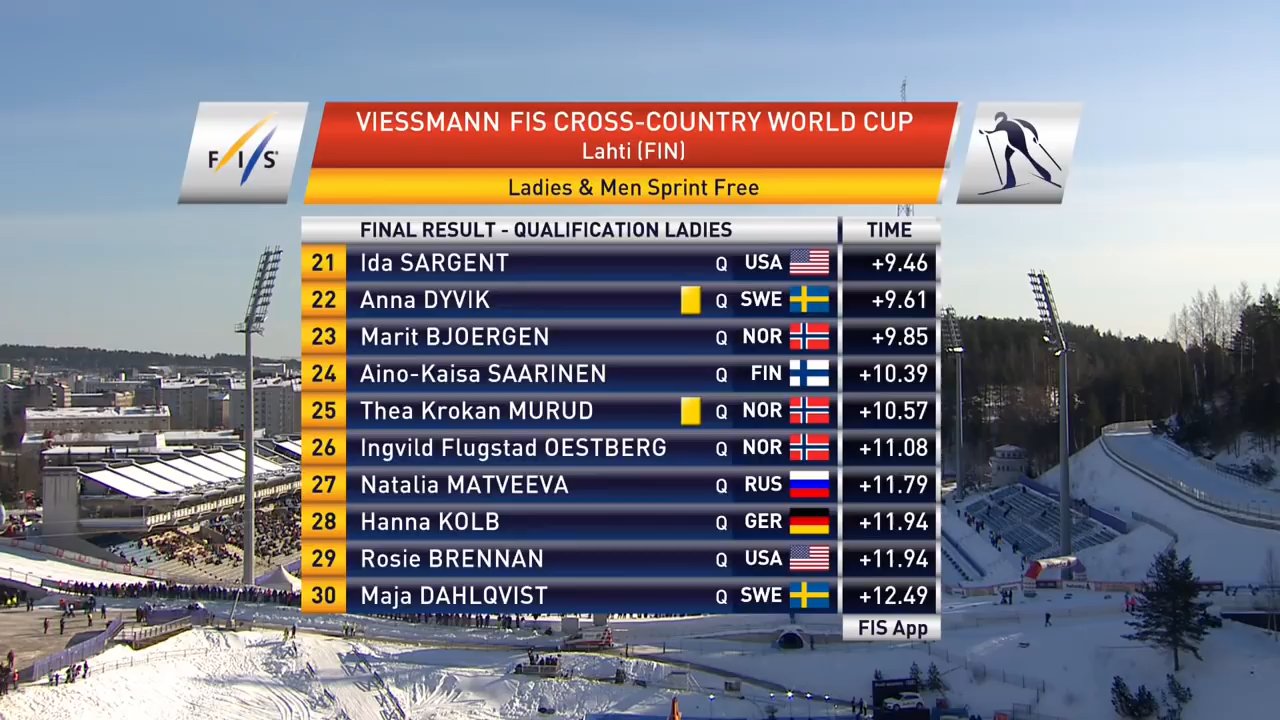 FIS
VIESSMANN FIS CROSS-COUNTRY WORLD CUP
Lahti (FIN)
Ladies & Men Sprint Free
FINAL RESULT - QUALIFICATION LADIES TIME
21 Ida SARGENT Q USA +9.46
22 Anna DYVIK Q SWE +9.61
23 Marit BJOERGEN Q NOR +9.85
24 Aino-Kaisa SAARINEN Q FIN +10.39
25 Thea Krokan MURUD Q NOR +10.57
26 Ingvild Flugstad OESTBERG Q NOR +11.08
27 Natalia MATVEEVA Q RUS +11.79
28 Hanna KOLB Q GER +11.94
29 Rosie BRENNAN Q USA +11.94
30 Maja DAHLQVIST Q SWE +12.49
FIS App